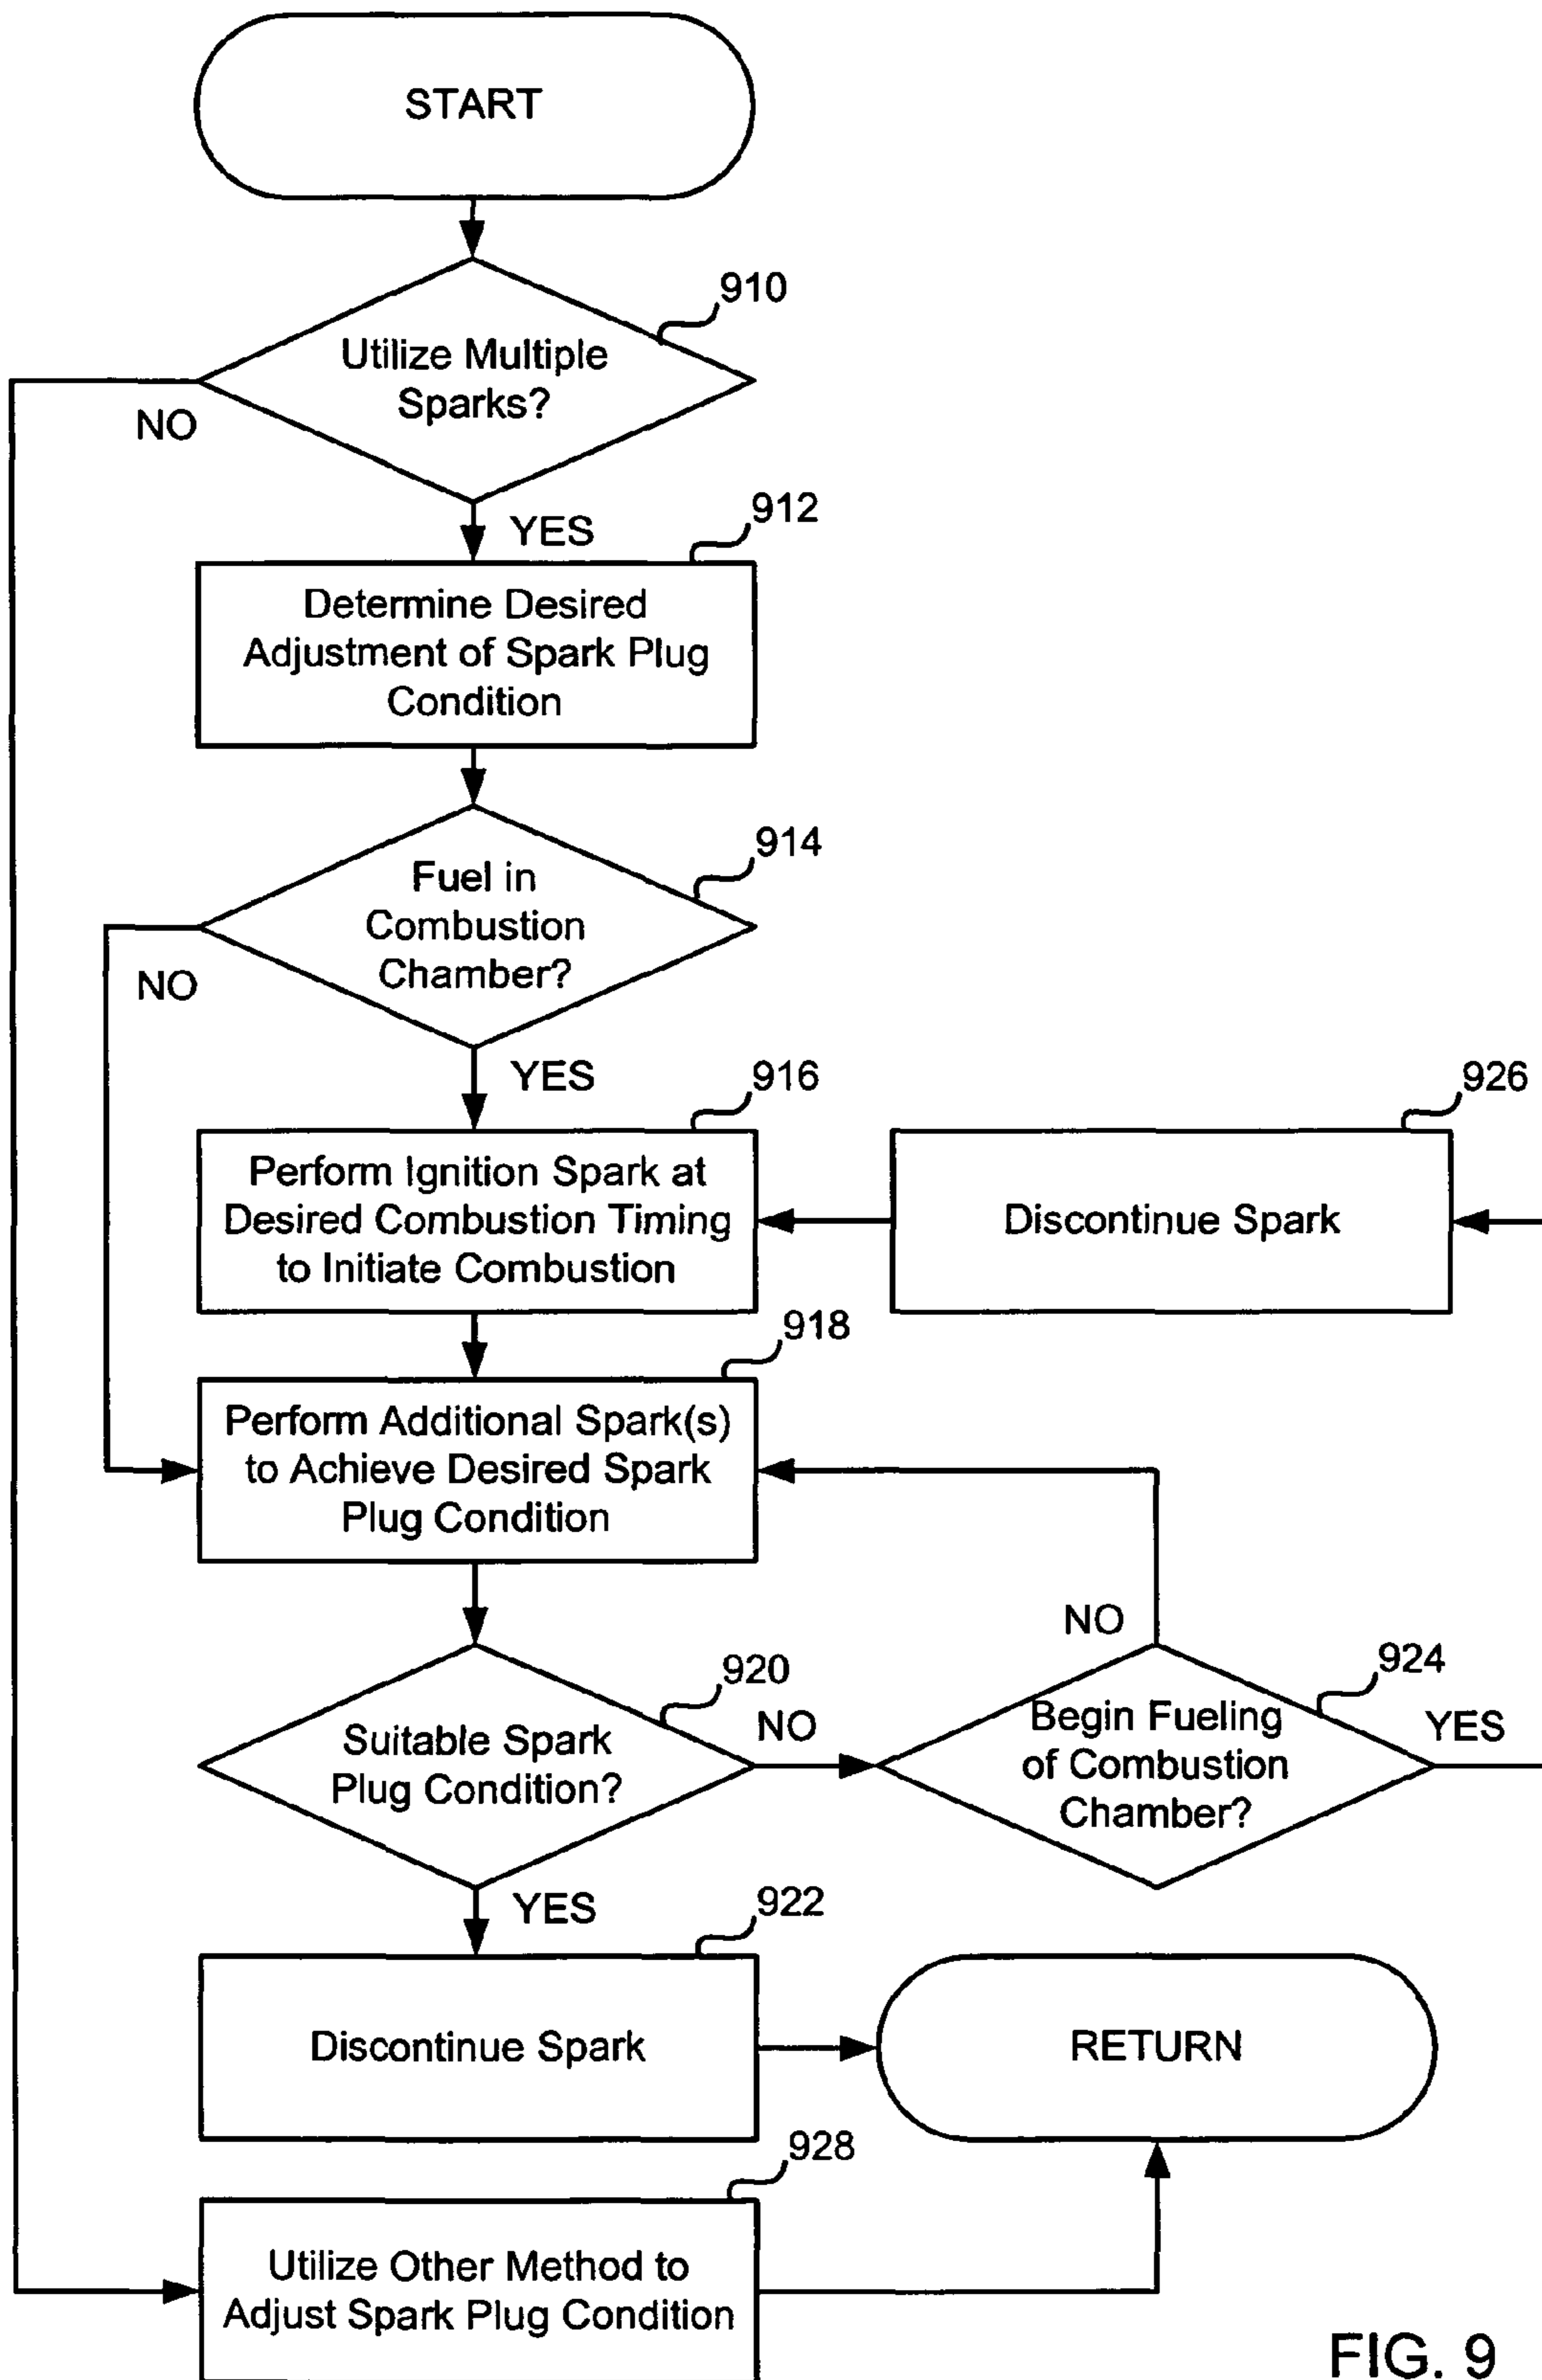 START
910
Utilize Multiple
Sparks?
NO
YES
912
Determine Desired
Adjustment of Spark Plug
Condition
914
Fuel in
Combustion
Chamber?
NO
YES
916
926
Perform Ignition Spark at
Desired Combustion Timing
to Initiate Combustion
Discontinue Spark
918
Perform Additional Spark(s)
to Achieve Desired Spark
Plug Condition
NO
920
924
Suitable Spark
Plug Condition?
NO
Begin Fueling
of Combustion
Chamber?
YES
YES
922
Discontinue Spark
RETURN
928
Utilize Other Method to
Adjust Spark Plug Condition
FIG. 9